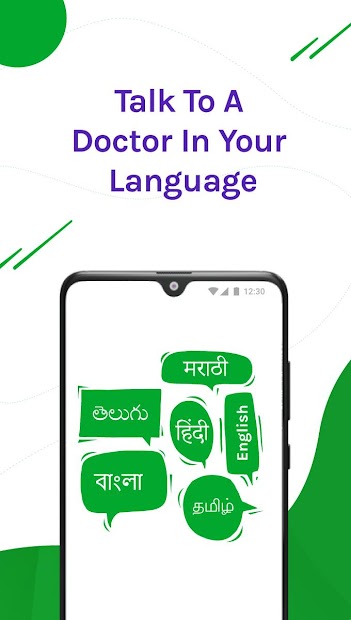 Talk To A
Doctor In Your
Language
12:30
मराठी
తెలుగు
हिंदी
English
বাংলা
தமிழ்